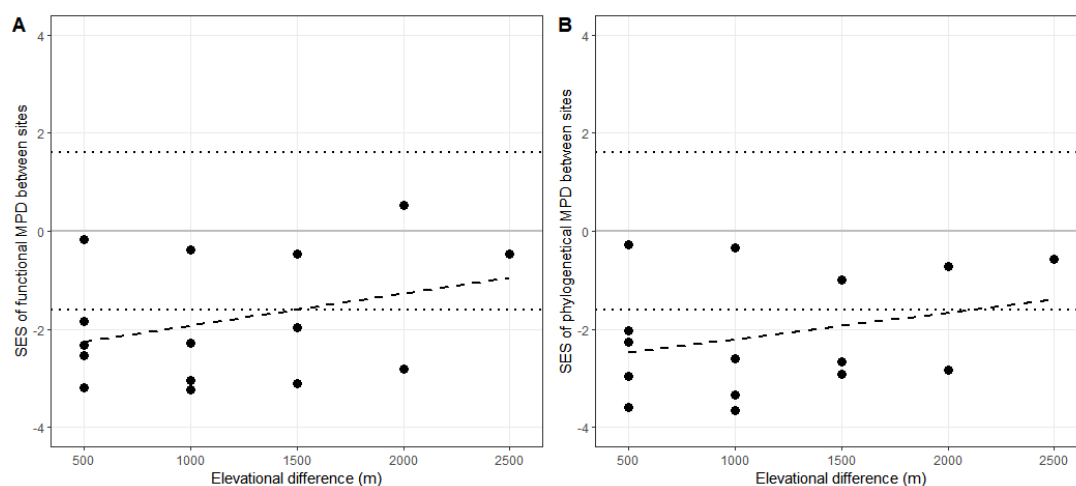 A
SES of functional MPD between sites
4
2
0
-2
-4
500 1000 1500 2000 2500
Elevational difference (m)
B
SES of phylogenetical MPD between sites
4
2
0
-2
-4
500 1000 1500 2000 2500
Elevational difference (m)